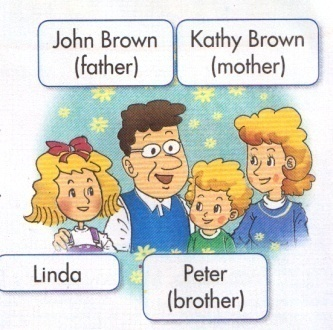 John Brown
(father)
Kathy Brown
(mother)
Linda
Peter
(brother)